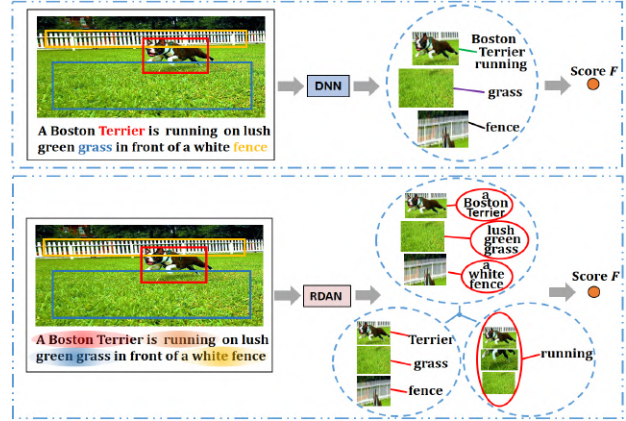 Boston
Terrier
running
grass
fence
DNN
Score F
A Boston Terrier is running on lush
green grass in front of a white fence
a
Boston
Terrier
lush
green
grass
a
white
fence
RDAN
Score F
A Boston Terrier is running on lush
green grass in front of a white fence
Terrier
grass
fence
running